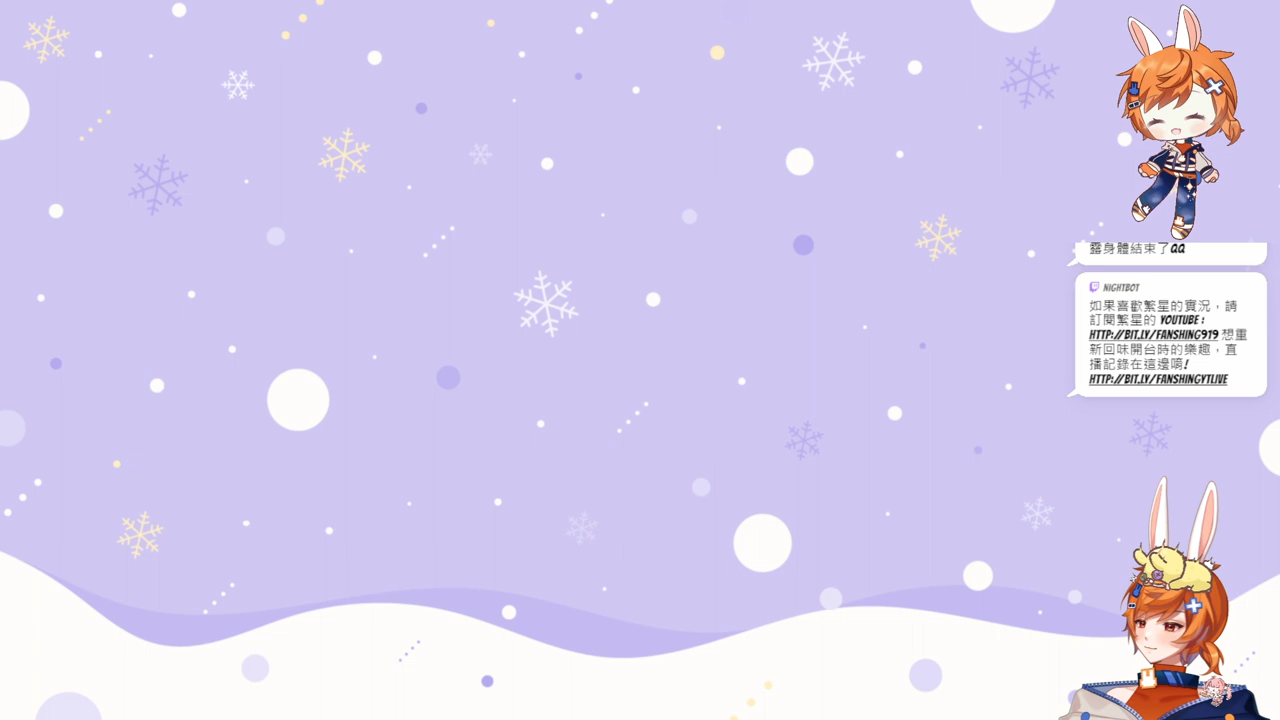 露身體結束了QQ
NIGHTBOT
如果喜歡繁星的實況，請
訂閱繁星的 YOUTUBE :
HTTP://BIT.LY/FANSHING919 想重
新回味開台時的樂趣，直
播記錄在這邊唷!
HTTP://BIT.LY/FANSHINGYTLIVE